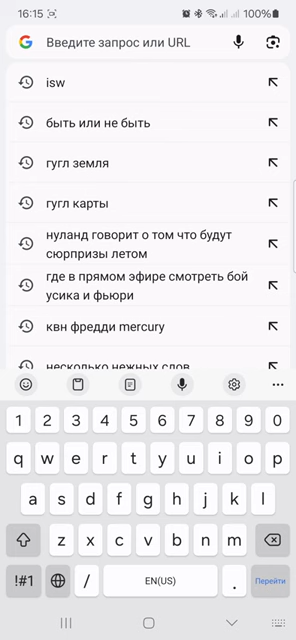 16:15
100%
Введите запрос или URL
isw
быть или не быть
гугл земля
гугл карты
нуланд говорит о том что будут
сюрпризы летом
где в прямом эфире смотреть бой
усика и фьюри
квн фредди mercury
несколько нежных слов
1 2 3 4 5 6 7 8 9 0
q w e r t y u i o p
a s d f g h j k l
z x c v b n m
!#1 / EN(US) . Перейти